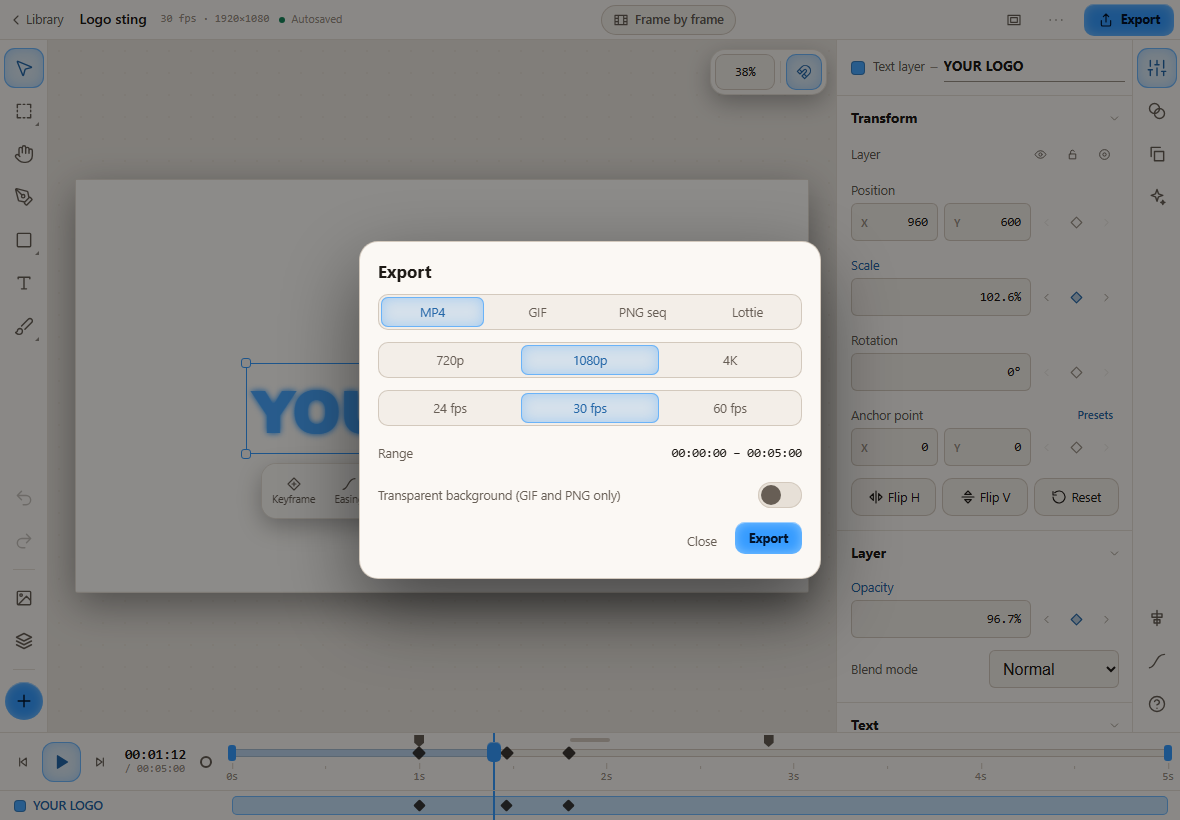 Library
Logo sting
30 fps · 1920×1080
Autosaved
Frame by frame
Export
38%
Text layer – YOUR LOGO
Transform
Layer
Position
X 960
Y 600
Scale
102.6%
Rotation
0°
Anchor point
Presets
X 0
Y 0
Flip H
Flip V
Reset
Layer
Opacity
96.7%
Blend mode
Normal
Text
YOU
Keyframe
Easin
Export
MP4
GIF
PNG seq
Lottie
720p
1080p
4K
24 fps
30 fps
60 fps
Range
00:00:00 – 00:05:00
Transparent background (GIF and PNG only)
Close
Export
00:01:12
/ 00:05:00
0s
1s
2s
3s
4s
5s
YOUR LOGO